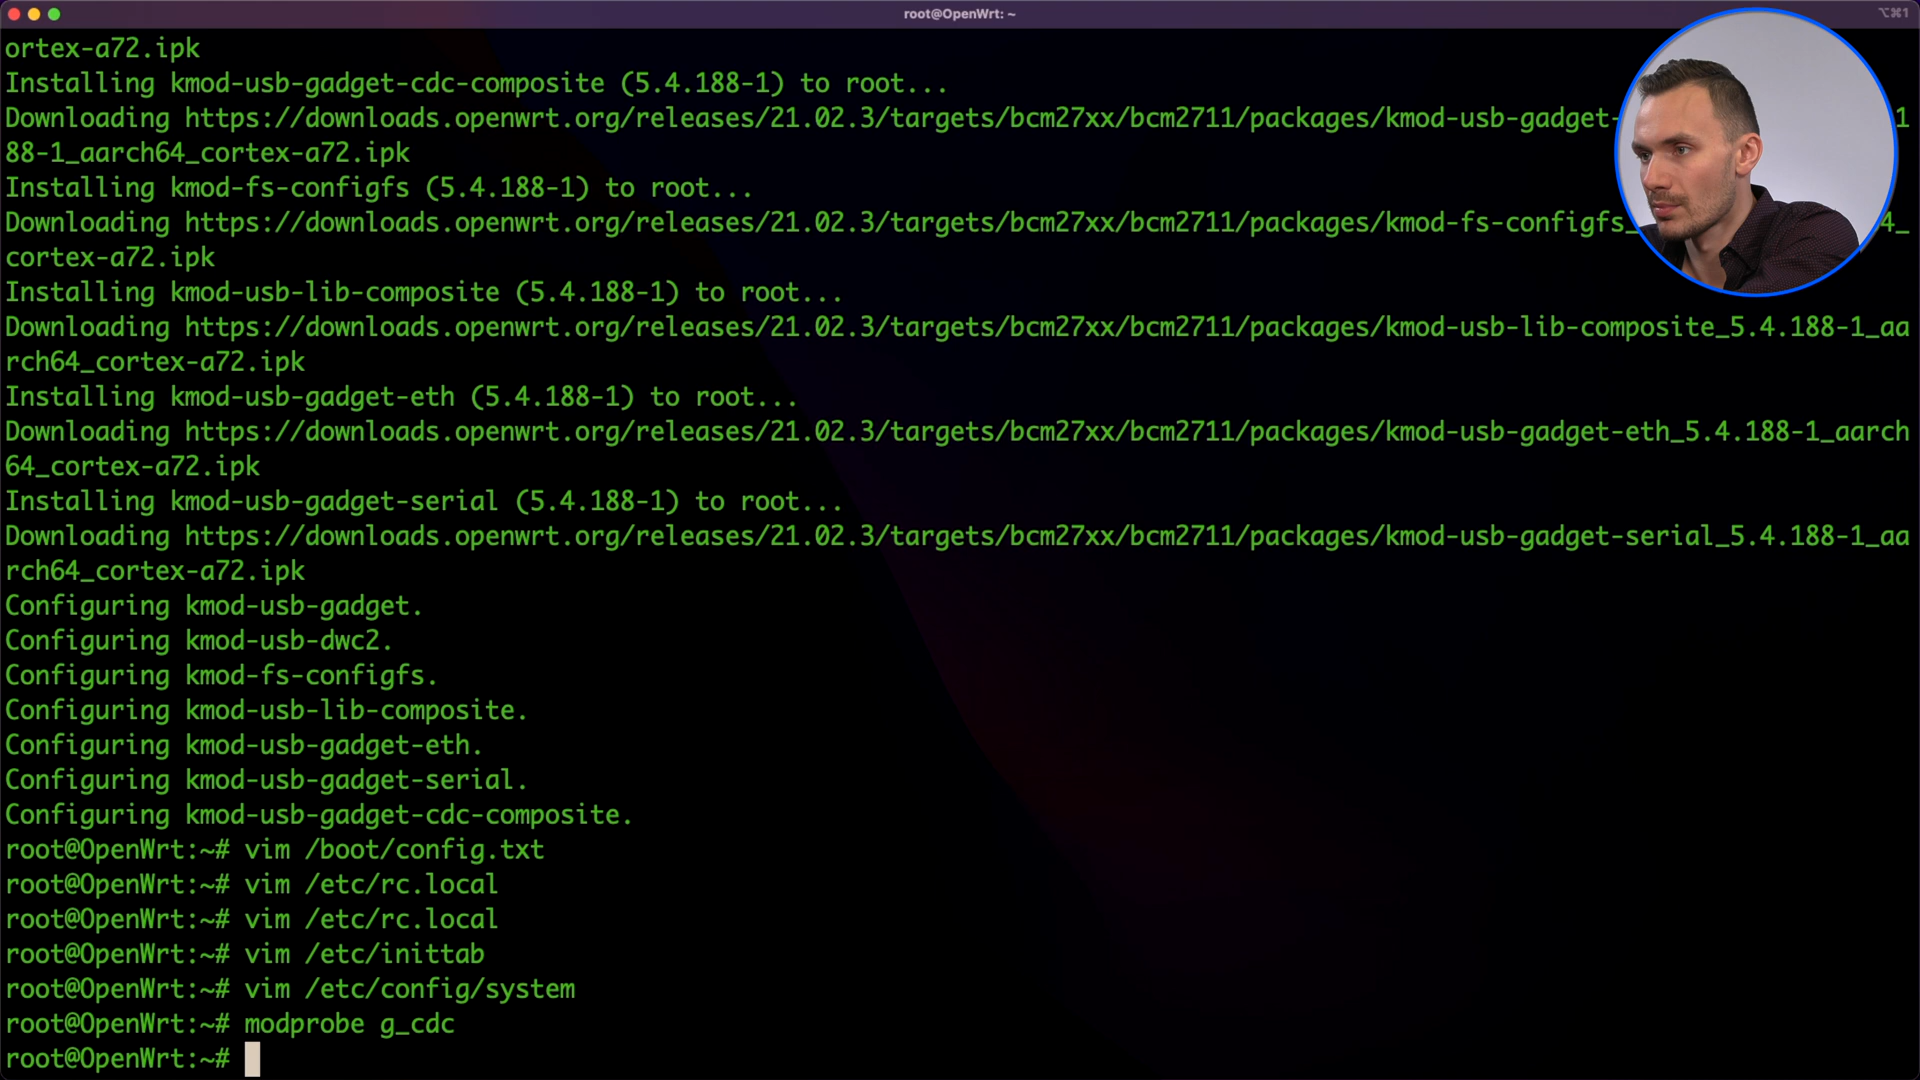 root@OpenWrt: ~
⌥⌘1
ortex-a72.ipk
Installing kmod-usb-gadget-cdc-composite (5.4.188-1) to root...
Downloading https://downloads.openwrt.org/releases/21.02.3/targets/bcm27xx/bcm2711/packages/kmod-usb-gadget- 1
88-1_aarch64_cortex-a72.ipk
Installing kmod-fs-configfs (5.4.188-1) to root...
Downloading https://downloads.openwrt.org/releases/21.02.3/targets/bcm27xx/bcm2711/packages/kmod-fs-configfs_ 4_
cortex-a72.ipk
Installing kmod-usb-lib-composite (5.4.188-1) to root...
Downloading https://downloads.openwrt.org/releases/21.02.3/targets/bcm27xx/bcm2711/packages/kmod-usb-lib-composite_5.4.188-1_aa
rch64_cortex-a72.ipk
Installing kmod-usb-gadget-eth (5.4.188-1) to root...
Downloading https://downloads.openwrt.org/releases/21.02.3/targets/bcm27xx/bcm2711/packages/kmod-usb-gadget-eth_5.4.188-1_aarch
64_cortex-a72.ipk
Installing kmod-usb-gadget-serial (5.4.188-1) to root...
Downloading https://downloads.openwrt.org/releases/21.02.3/targets/bcm27xx/bcm2711/packages/kmod-usb-gadget-serial_5.4.188-1_aa
rch64_cortex-a72.ipk
Configuring kmod-usb-gadget.
Configuring kmod-usb-dwc2.
Configuring kmod-fs-configfs.
Configuring kmod-usb-lib-composite.
Configuring kmod-usb-gadget-eth.
Configuring kmod-usb-gadget-serial.
Configuring kmod-usb-gadget-cdc-composite.
root@OpenWrt:~# vim /boot/config.txt
root@OpenWrt:~# vim /etc/rc.local
root@OpenWrt:~# vim /etc/rc.local
root@OpenWrt:~# vim /etc/inittab
root@OpenWrt:~# vim /etc/config/system
root@OpenWrt:~# modprobe g_cdc
root@OpenWrt:~#